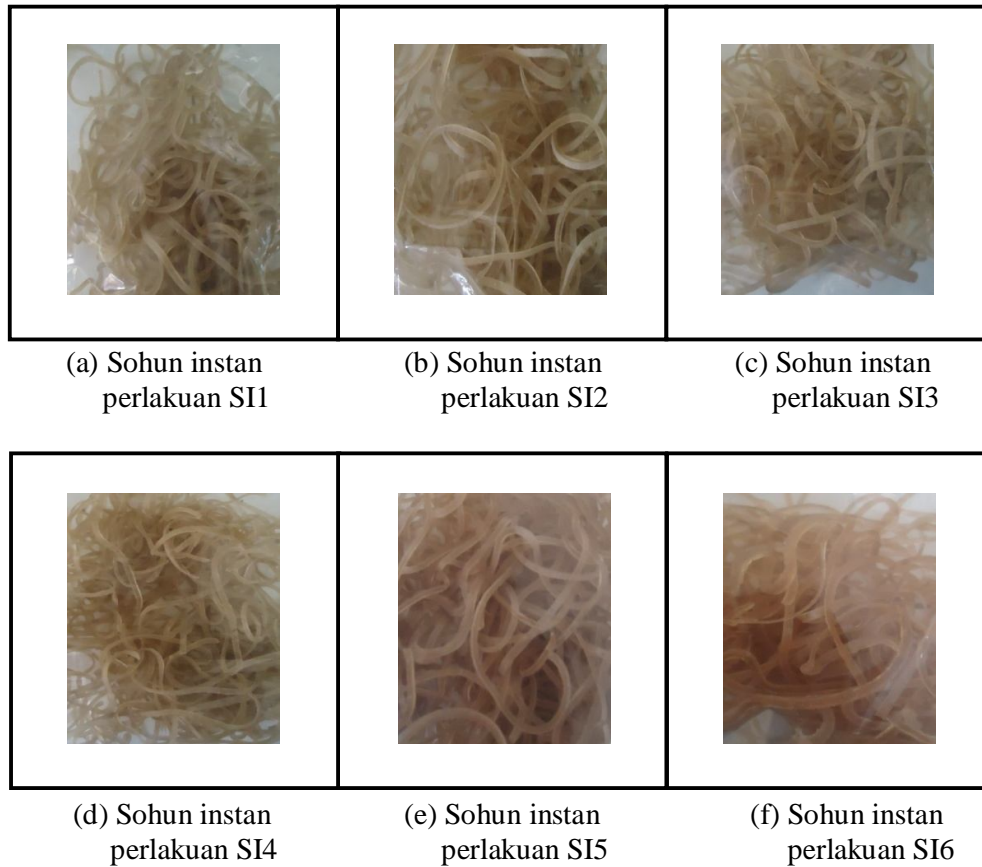 (a) Sohun instan
perlakuan SI1
(b) Sohun instan
perlakuan SI2
(c) Sohun instan
perlakuan SI3
(d) Sohun instan
perlakuan SI4
(e) Sohun instan
perlakuan SI5
(f) Sohun instan
perlakuan SI6